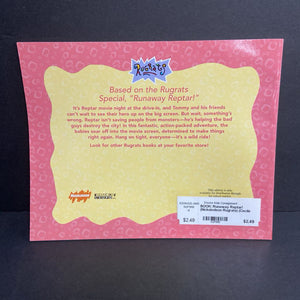 Rugrats
Based on the Rugrats
Special, "Runaway Reptar!"
It's Reptar movie night at the drive-in, and Tommy and his friends
can't wait to see their hero up on the big screen. But wait, something's
wrong. Reptar isn't saving people from monsters—he's helping the bad
guys destroy the city! In this fantastic, action-packed adventure, the
babies soar off into the movie screen, determined to make things
right again. Hang on tight, everyone—it's a wild ride!
Look for other Rugrats books at your favorite store!
$2.49
BOOK! Runaway Reptar!
$2.49